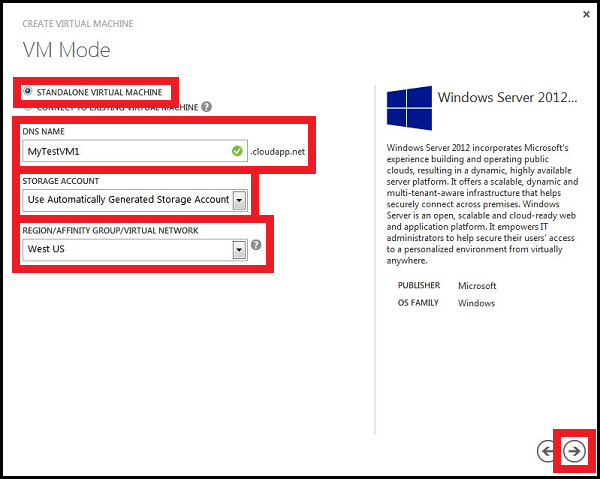 CREATE VIRTUAL MACHINE
VM Mode
STANDALONE VIRTUAL MACHINE
CONNECT TO EXISTING VIRTUAL MACHINE ?
DNS NAME
MyTestVM1
.cloudapp.net
STORAGE ACCOUNT
Use Automatically Generated Storage Account
REGION/AFFINITY GROUP/VIRTUAL NETWORK
West US
?
Windows Server 2012...
Windows Server 2012 incorporates Microsoft's
experience building and operating public
clouds, resulting in a dynamic, highly available
server platform. It offers a scalable, dynamic and
multi-tenant-aware infrastructure that helps
securely connect across premises. Windows
Server is an open, scalable and cloud-ready web
and application platform. It empowers IT
administrators to help secure their users' access
to a personalized environment from virtually
anywhere.
PUBLISHER Microsoft
OS FAMILY Windows